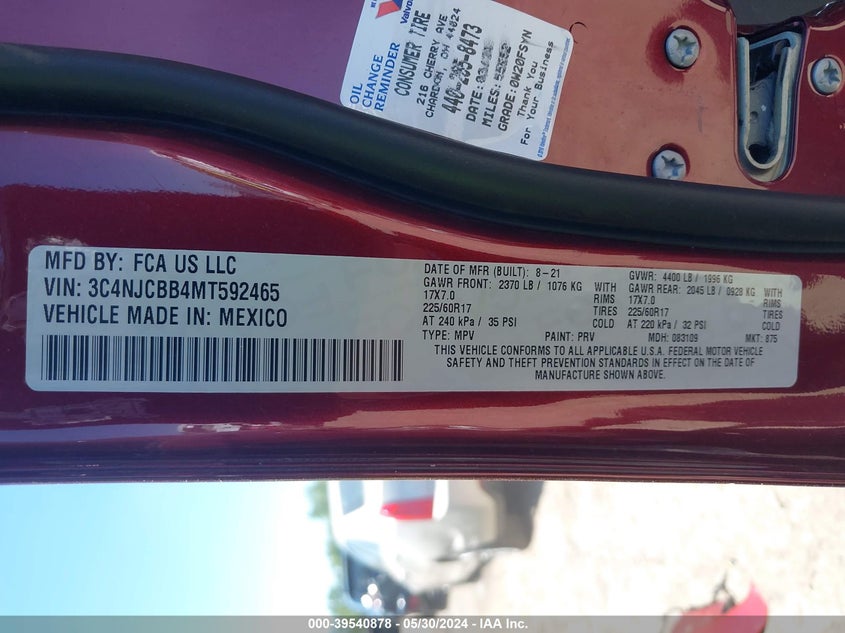 Valvo
OIL
CHANGE
REMINDER
CONSUMER TIRE
216 CHERRY AVE
CHARDON, OH 44024
440-285-8473
DATE:
MILES:
GRADE: 0W20FSYN
Thank You
For Your Business
MFD BY: FCA US LLC
VIN: 3C4NJCBB4MT592465
VEHICLE MADE IN: MEXICO
DATE OF MFR (BUILT): 8-21
GAWR FRONT: 2370 LB / 1076 KG WITH
17X7.0 RIMS
225/60R17 TIRES
AT 240 kPa / 35 PSI COLD
GVWR: 4400 LB / 1996 KG
GAWR REAR: 2045 LB / 0928 KG WITH
17X7.0 RIMS
225/60R17 TIRES
AT 220 kPa / 32 PSI COLD
TYPE: MPV PAINT: PRV MDH: 083109 MKT: 875
THIS VEHICLE CONFORMS TO ALL APPLICABLE U.S.A. FEDERAL MOTOR VEHICLE
SAFETY AND THEFT PREVENTION STANDARDS IN EFFECT ON THE DATE OF
MANUFACTURE SHOWN ABOVE.
000-39540878 - 05/30/2024 - IAA Inc.